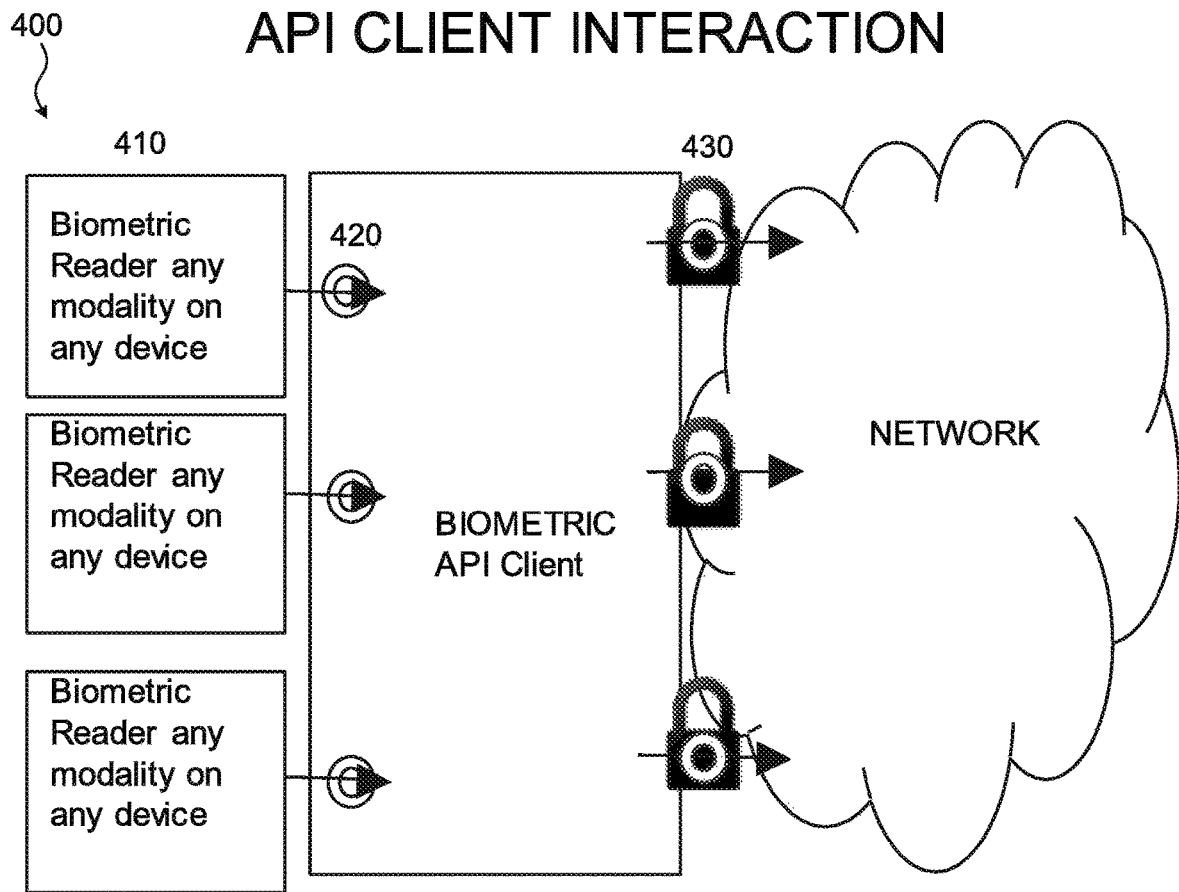 400
API CLIENT INTERACTION
410
430
Biometric
Reader any
modality on
any device
420
Biometric
Reader any
modality on
any device
BIOMETRIC
API Client
NETWORK
Biometric
Reader any
modality on
any device